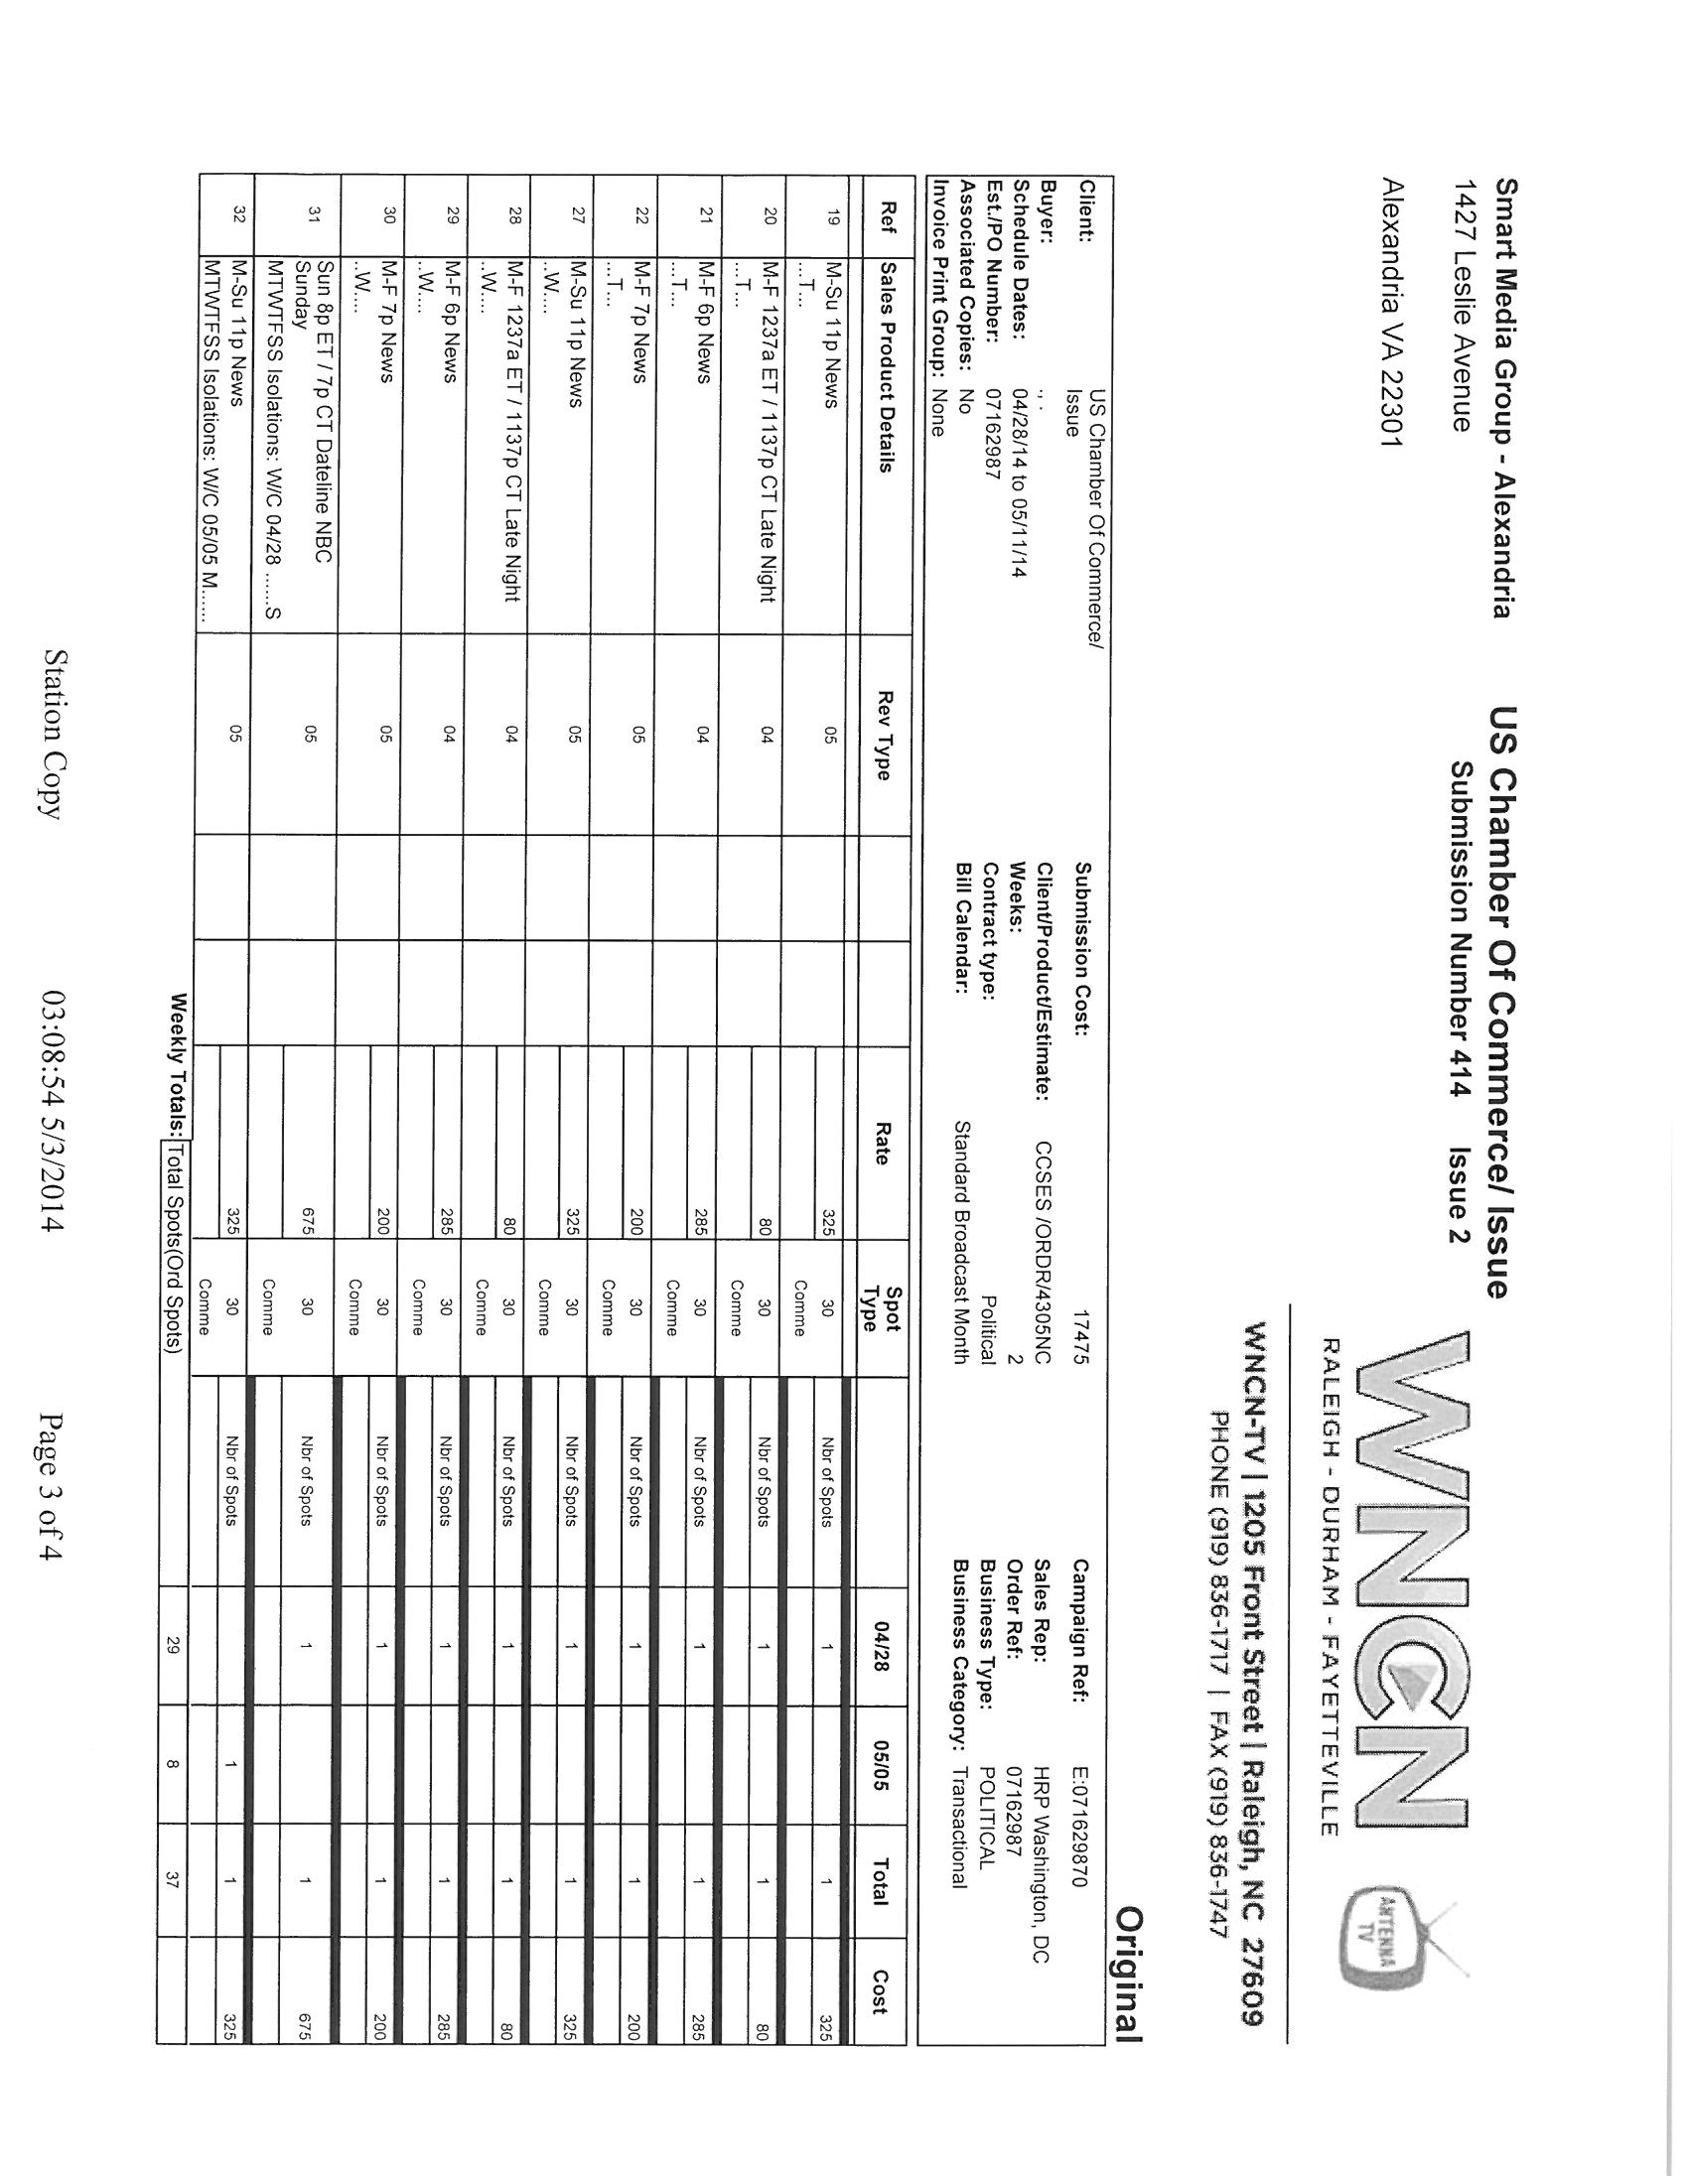 Smart Media Group - Alexandria
1427 Leslie Avenue
Alexandria VA 22301
US Chamber Of Commerce/ Issue
Submission Number 414 Issue 2
WNCN
RALEIGH - DURHAM - FAYETTEVILLE
ANTENNA
TV
WNCN-TV | 1205 Front Street | Raleigh, NC 27609
PHONE (919) 836-1717 | FAX (919) 836-1747
Original
Client: US Chamber Of Commerce/ Issue
Buyer: ., .
Schedule Dates: 04/28/14 to 05/11/14
Est./PO Number: 07162987
Associated Copies: No
Invoice Print Group: None
Submission Cost: 17475
Client/Product/Estimate: CCSES /ORDR/4305NC
Weeks: 2
Contract type: Political
Bill Calendar: Standard Broadcast Month
Campaign Ref: E:071629870
Sales Rep: HRP Washington, DC
Order Ref: 07162987
Business Type: POLITICAL
Business Category: Transactional
Ref Sales Product Details Rev Type Rate Spot Type 04/28 05/05 Total Cost
19 M-Su 11p News 05 325 30 Nbr of Spots 1 1 325
...T... Comme
20 M-F 1237a ET / 1137p CT Late Night 04 80 30 Nbr of Spots 1 1 80
...T... Comme
21 M-F 6p News 04 285 30 Nbr of Spots 1 1 285
...T... Comme
22 M-F 7p News 05 200 30 Nbr of Spots 1 1 200
...T... Comme
27 M-Su 11p News 05 325 30 Nbr of Spots 1 1 325
..W.... Comme
28 M-F 1237a ET / 1137p CT Late Night 04 80 30 Nbr of Spots 1 1 80
..W.... Comme
29 M-F 6p News 04 285 30 Nbr of Spots 1 1 285
..W.... Comme
30 M-F 7p News 05 200 30 Nbr of Spots 1 1 200
..W.... Comme
31 Sun 8p ET / 7p CT Dateline NBC 05 675 30 Nbr of Spots 1 1 675
Sunday
MTWTFSS Isolations: W/C 04/28 ......S Comme
32 M-Su 11p News 05 325 30 Nbr of Spots 1 1 325
MTWTFSS Isolations: W/C 05/05 M...... Comme
Weekly Totals: Total Spots(Ord Spots) 29 8 37
Station Copy 03:08:54 5/3/2014 Page 3 of 4